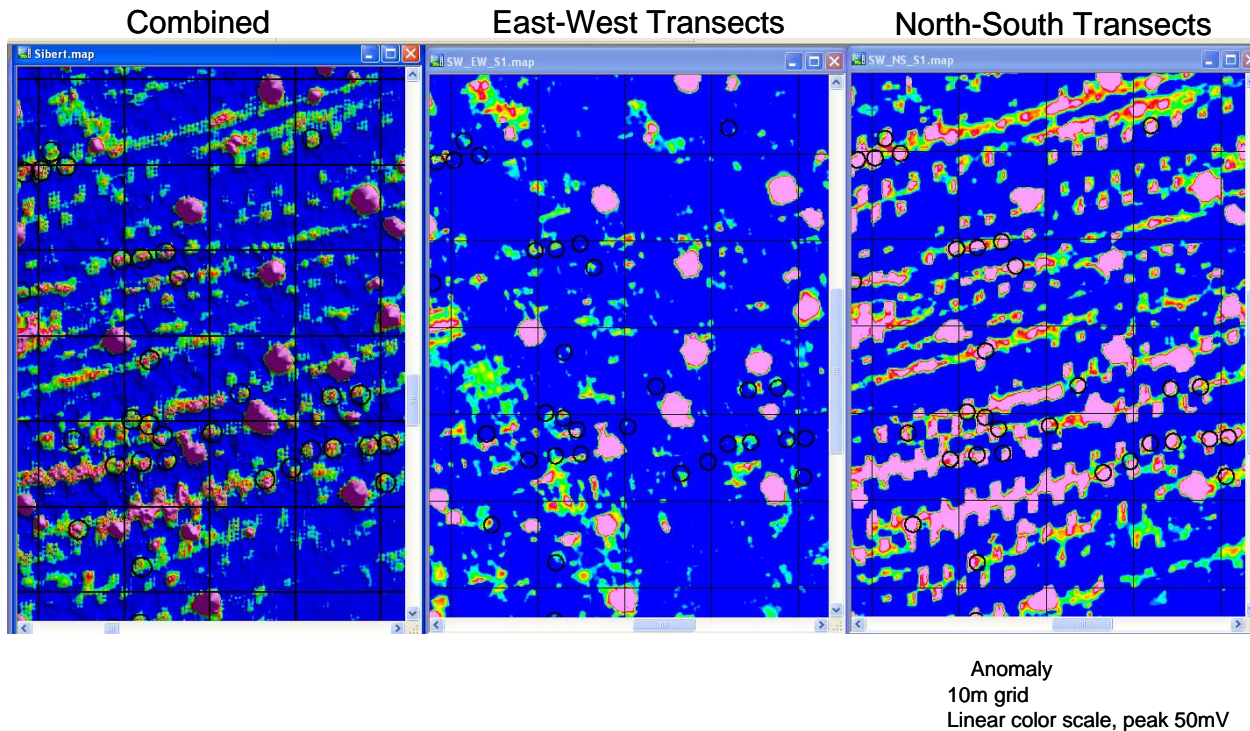 Combined
East-West Transects
North-South Transects
Sibert.map
SW_EW_S1.map
SW_NS_S1.map
Anomaly
10m grid
Linear color scale, peak 50mV